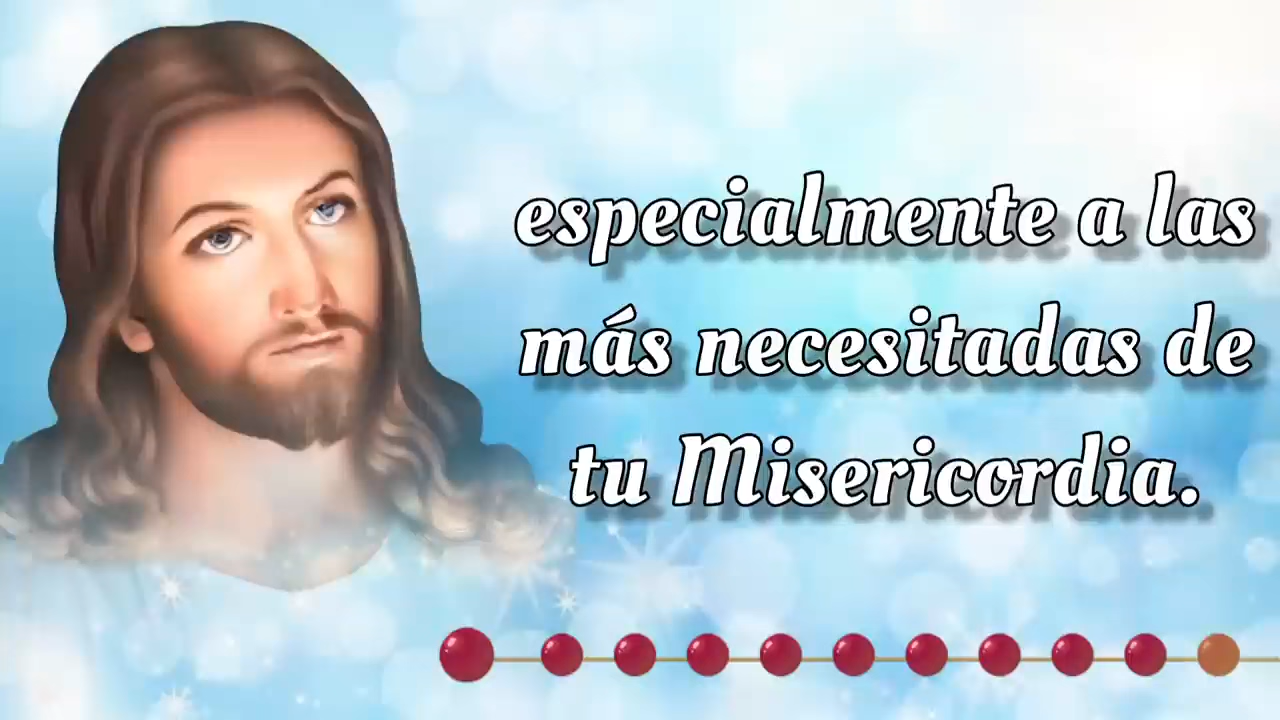 especialmente a las
más necesitadas de
tu Misericordia.